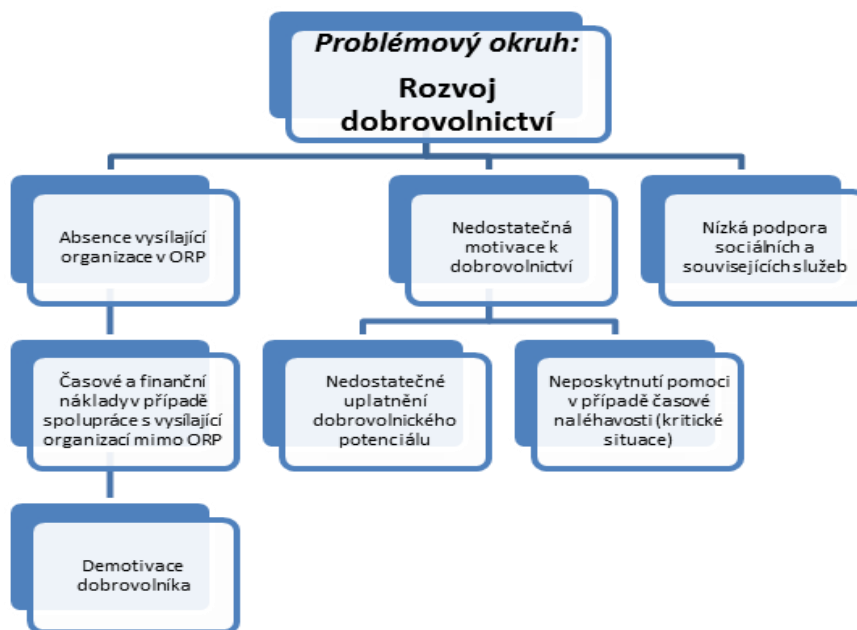 Problémový okruh:
Rozvoj
dobrovolnictví
Absence vysílající
organizace v ORP
Nedostatečná
motivace k
dobrovolnictví
Nízká podpora
sociálních a
souvisejících služeb
Časové a finanční
náklady v případě
spolupráce s vysílající
organizací mimo ORP
Nedostatečné
uplatnění
dobrovolnického
potenciálu
Neposkytnutí pomoci
v případě časové
naléhavosti (kritické
situace)
Demotivace
dobrovolníka